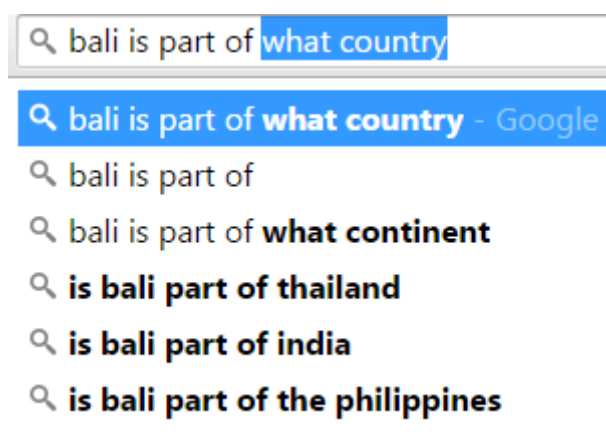 bali is part of what country
bali is part of what country - Google
bali is part of
bali is part of what continent
is bali part of thailand
is bali part of india
is bali part of the philippines